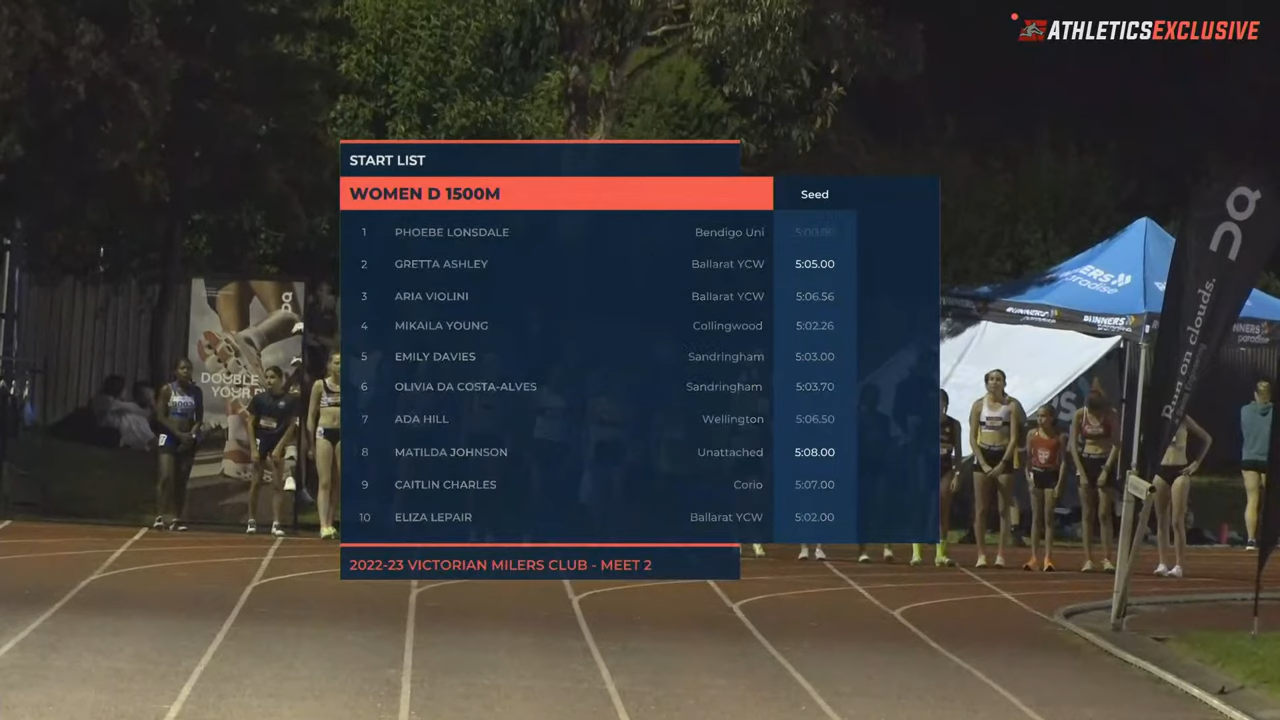 ATHLETICSEXCLUSIVE
START LIST
WOMEN D 1500M Seed
1 PHOEBE LONSDALE Bendigo Uni
2 GRETTA ASHLEY Ballarat YCW 5:05.00
3 ARIA VIOLINI Ballarat YCW 5:06.56
4 MIKAILA YOUNG Collingwood 5:02.26
5 EMILY DAVIES Sandringham 5:03.00
6 OLIVIA DA COSTA-ALVES Sandringham 5:03.70
7 ADA HILL Wellington 5:06.50
8 MATILDA JOHNSON Unattached 5:08.00
9 CAITLIN CHARLES Corio 5:07.00
10 ELIZA LEPAIR Ballarat YCW 5:02.00
2022-23 VICTORIAN MILERS CLUB - MEET 2
DOUBLE
YOUR
RUNNERS
paradise
RUNNERS
Run on clouds.